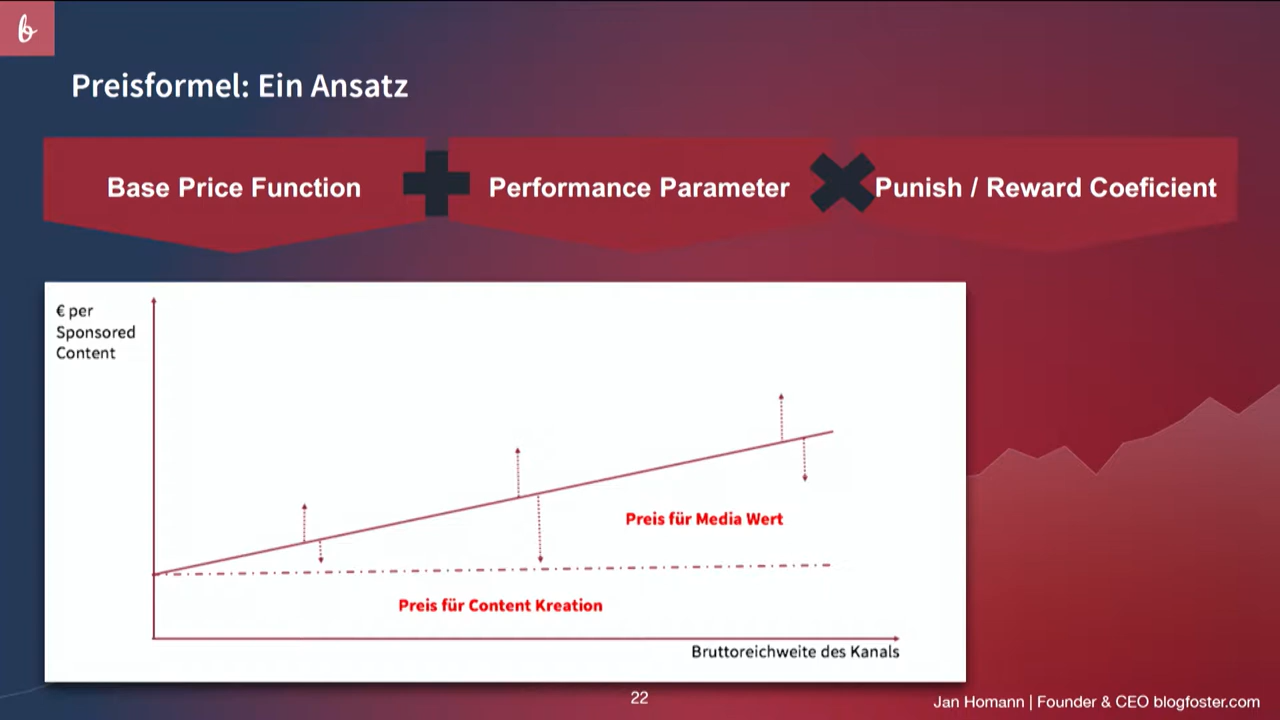 b
Preisformel: Ein Ansatz
Base Price Function
Performance Parameter
Punish / Reward Coeficient
€ per
Sponsored
Content
Preis für Media Wert
Preis für Content Kreation
Bruttoreichweite des Kanals
22
Jan Homann | Founder & CEO blogfoster.com